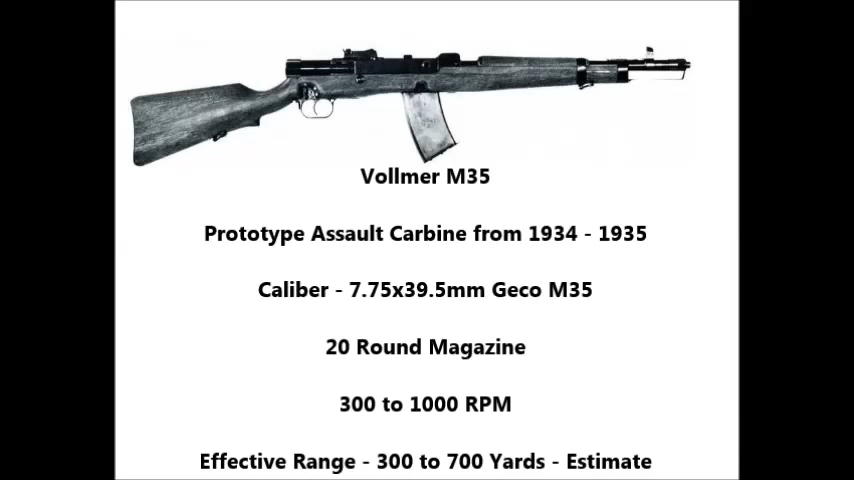 Vollmer M35
Prototype Assault Carbine from 1934 - 1935
Caliber - 7.75x39.5mm Geco M35
20 Round Magazine
300 to 1000 RPM
Effective Range - 300 to 700 Yards - Estimate